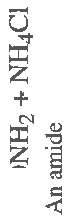 )NH₂ + NH₄Cl
An amide